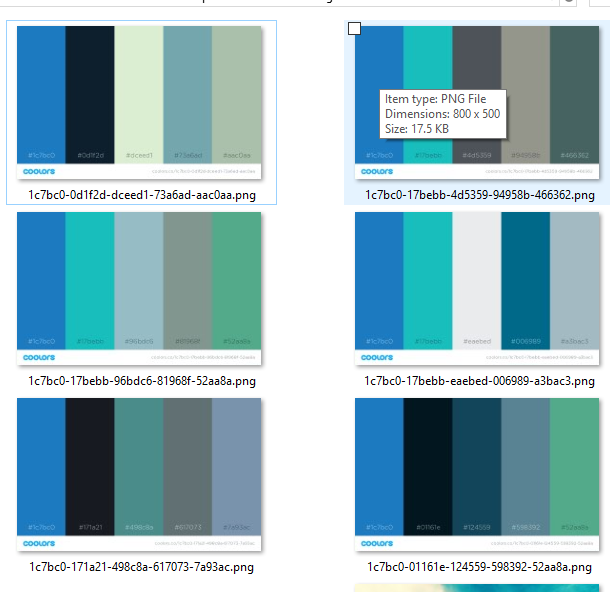 #1c7bc0 #0d1f2d #dceed1 #73a6ad #aac0aa
coolors
1c7bc0-0d1f2d-dceed1-73a6ad-aac0aa.png
Item type: PNG File
Dimensions: 800 x 500
Size: 17.5 KB
#1c7bc0 #17bebb #4d5359 #94958b #466362
coolors
1c7bc0-17bebb-4d5359-94958b-466362.png
#1c7bc0 #17bebb #96bdc6 #81968f #52aa8a
coolors
1c7bc0-17bebb-96bdc6-81968f-52aa8a.png
#1c7bc0 #17bebb #eaebed #006989 #a3bac3
coolors
1c7bc0-17bebb-eaebed-006989-a3bac3.png
#1c7bc0 #171a21 #498c8a #617073 #7a93ac
coolors
1c7bc0-171a21-498c8a-617073-7a93ac.png
#1c7bc0 #01161e #124559 #598392 #52aa8a
coolors
1c7bc0-01161e-124559-598392-52aa8a.png